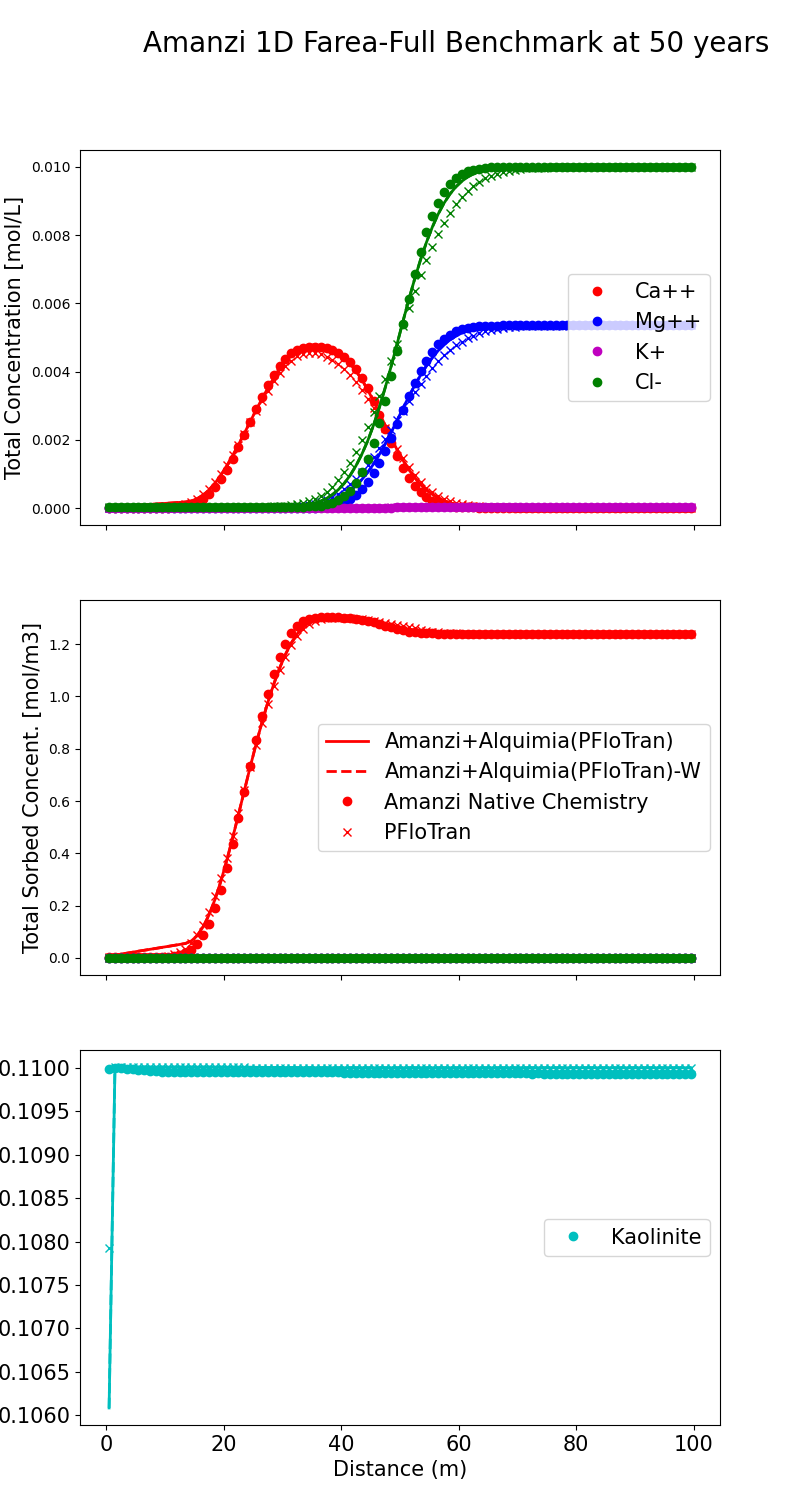 Amanzi 1D Farea-Full Benchmark at 50 years
Total Concentration [mol/L]
0.010
0.008
0.006
0.004
0.002
0.000
Ca++
Mg++
K+
Cl-
Total Sorbed Concent. [mol/m3]
1.2
1.0
0.8
0.6
0.4
0.2
0.0
Amanzi+Alquimia(PFloTran)
Amanzi+Alquimia(PFloTran)-W
Amanzi Native Chemistry
PFloTran
0.1100
0.1095
0.1090
0.1085
0.1080
0.1075
0.1070
0.1065
0.1060
Kaolinite
0 20 40 60 80 100
Distance (m)